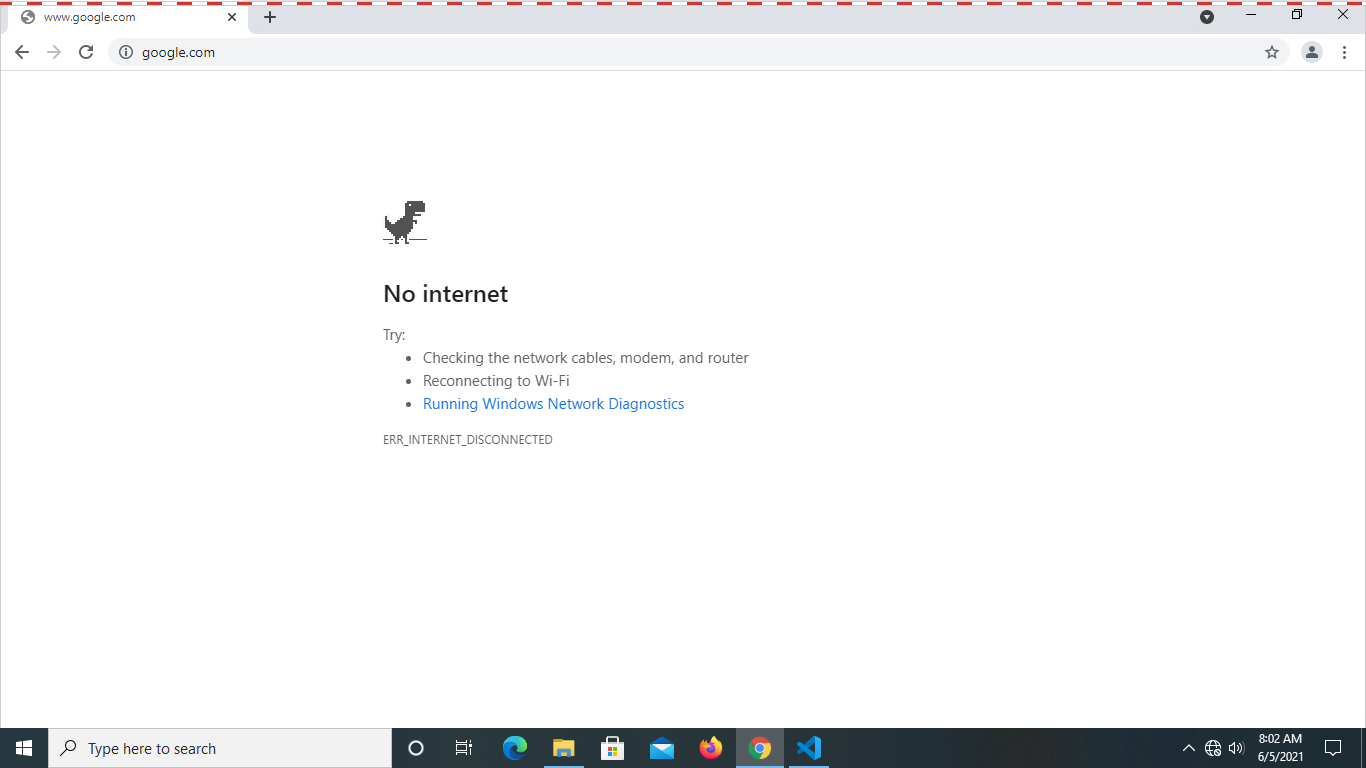 www.google.com
google.com
No internet
Try:
Checking the network cables, modem, and router
Reconnecting to Wi-Fi
Running Windows Network Diagnostics
ERR_INTERNET_DISCONNECTED
Type here to search
8:02 AM
6/5/2021